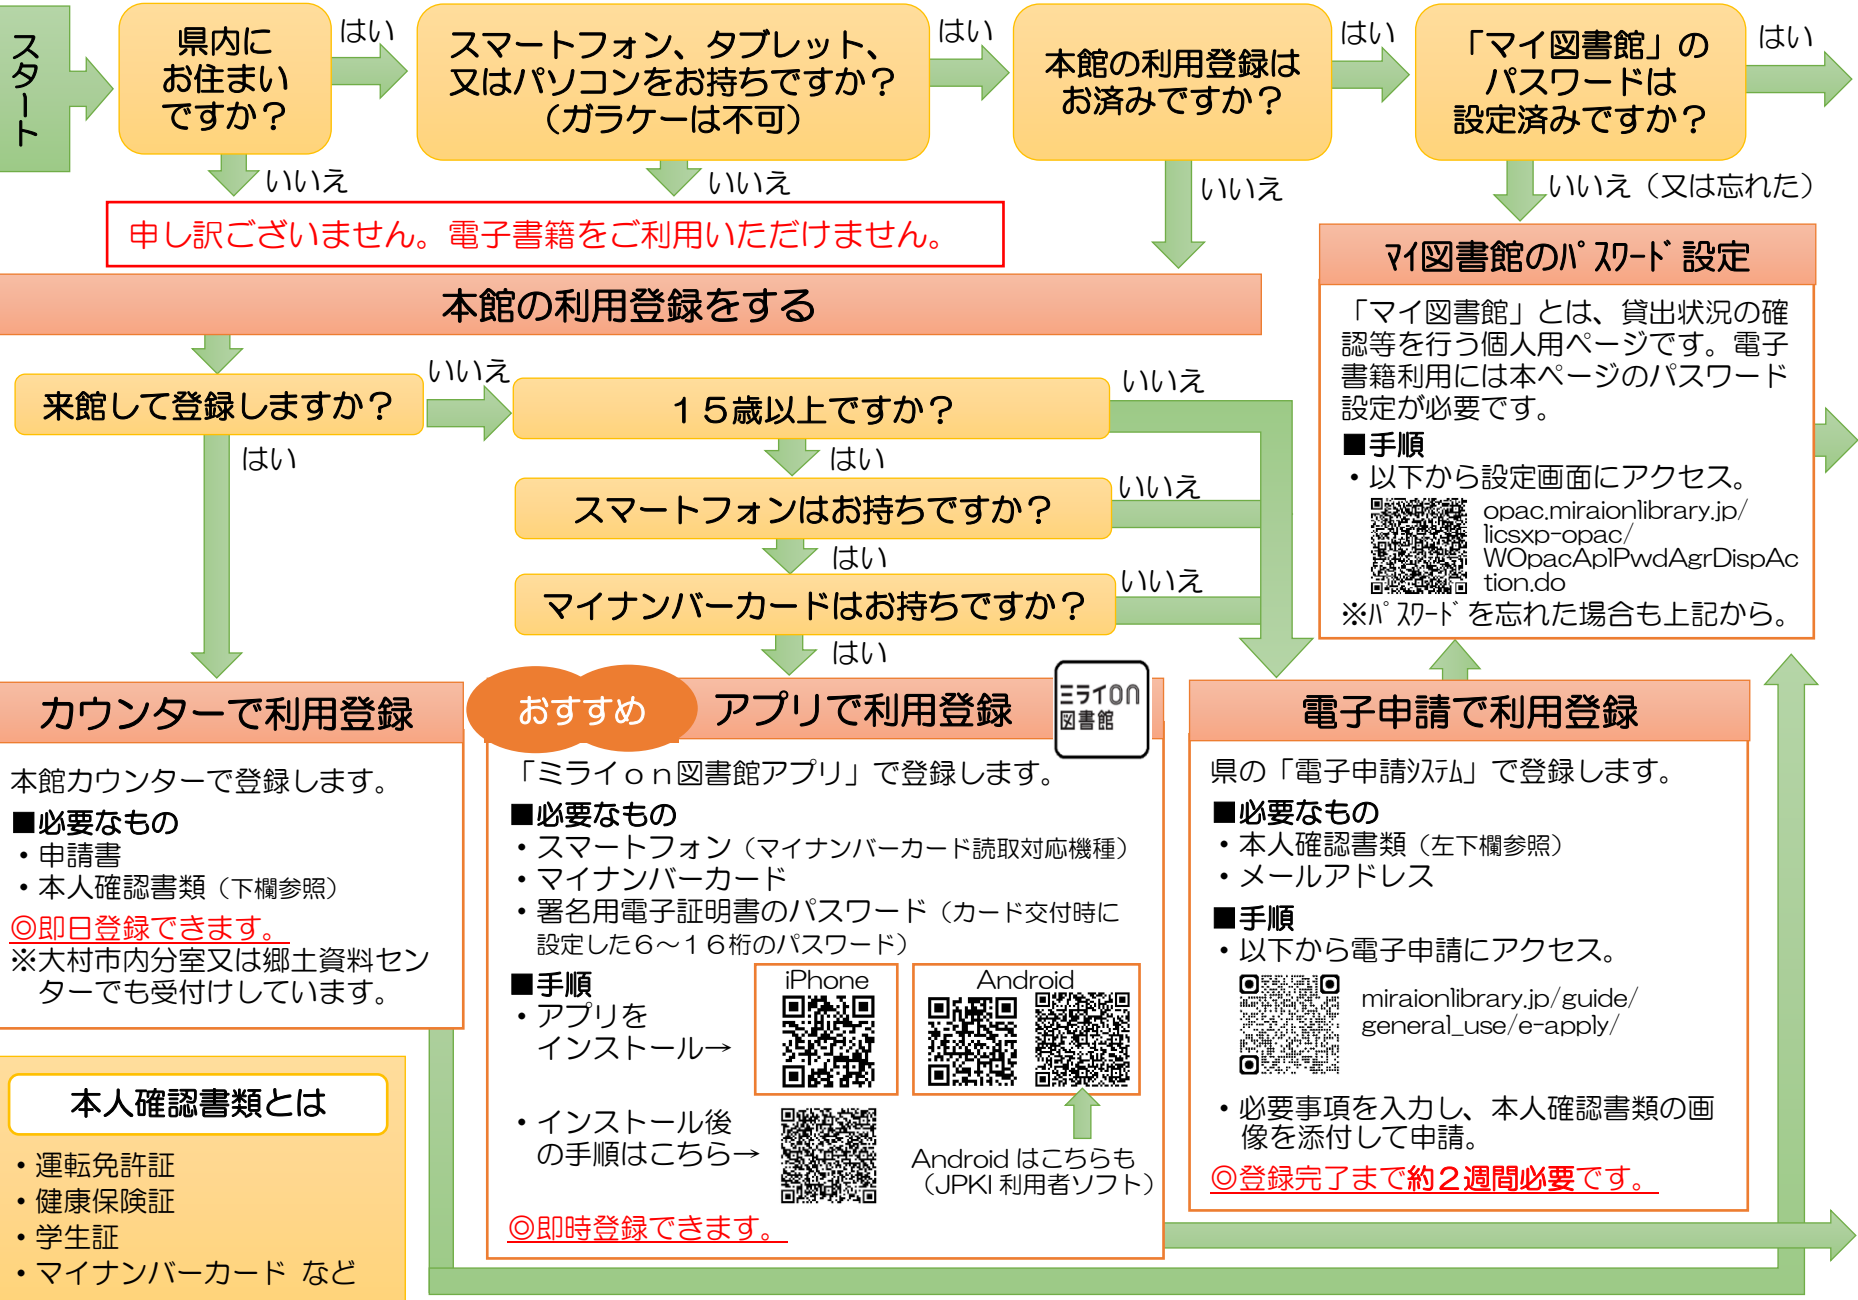 スタート
県内に
お住まい
ですか？
はい
いいえ
スマートフォン、タブレット、
又はパソコンをお持ちですか？
（ガラケーは不可）
はい
いいえ
本館の利用登録は
お済みですか？
はい
いいえ
「マイ図書館」の
パスワードは
設定済みですか？
はい
いいえ（又は忘れた）
申し訳ございません。電子書籍をご利用いただけません。
本館の利用登録をする
来館して登録しますか？
いいえ
はい
１５歳以上ですか？
いいえ
はい
スマートフォンはお持ちですか？
いいえ
はい
マイナンバーカードはお持ちですか？
いいえ
はい
ﾏｲ図書館のﾊﾟｽﾜｰﾄﾞ設定
「マイ図書館」とは、貸出状況の確
認等を行う個人用ページです。電子
書籍利用には本ページのパスワード
設定が必要です。
■手順
・以下から設定画面にアクセス。
opac.miraionlibrary.jp/
licsxp-opac/
WOpacAplPwdAgrDispAc
tion.do
※ﾊﾟｽﾜｰﾄﾞを忘れた場合も上記から。
カウンターで利用登録
本館カウンターで登録します。
■必要なもの
・申請書
・本人確認書類（下欄参照）
◎即日登録できます。
※大村市内分室又は郷土資料セン
ターでも受付けしています。
本人確認書類とは
・運転免許証
・健康保険証
・学生証
・マイナンバーカード など
おすすめ
アプリで利用登録
ミライon
図書館
「ミライｏｎ図書館アプリ」で登録します。
■必要なもの
・スマートフォン（マイナンバーカード読取対応機種）
・マイナンバーカード
・署名用電子証明書のパスワード（カード交付時に
設定した６～１６桁のパスワード）
■手順
・アプリを
インストール→
iPhone
Android
・インストール後
の手順はこちら→
Android はこちらも
（JPKI 利用者ソフト）
◎即時登録できます。
電子申請で利用登録
県の「電子申請ｼｽﾃﾑ」で登録します。
■必要なもの
・本人確認書類（左下欄参照）
・メールアドレス
■手順
・以下から電子申請にアクセス。
miraionlibrary.jp/guide/
general_use/e-apply/
・必要事項を入力し、本人確認書類の画
像を添付して申請。
◎登録完了まで約２週間必要です。